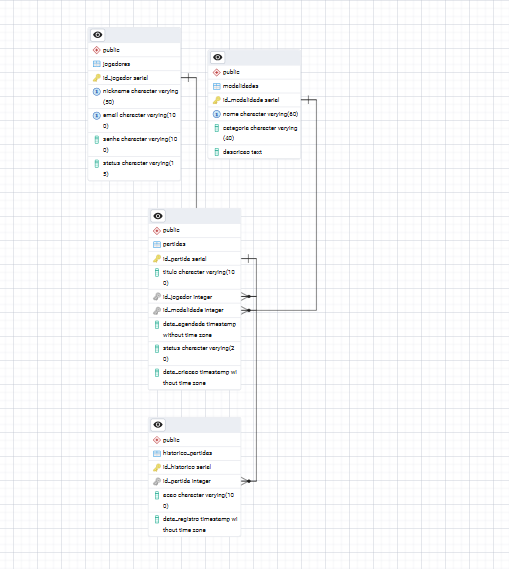 public
jogadores
id_jogador serial
nickname character varying
(50)
email character varying(10
0)
senha character varying(10
0)
status character varying(1
5)
public
modalidades
id_modalidade serial
nome character varying(60)
categoria character varying
(40)
descricao text
public
partidas
id_partida serial
titulo character varying(10
0)
id_jogador integer
id_modalidade integer
data_agendada timestamp
without time zone
status character varying(2
0)
data_criacao timestamp wi
thout time zone
public
historico_partidas
id_historico serial
id_partida integer
acao character varying(10
0)
data_registro timestamp wi
thout time zone